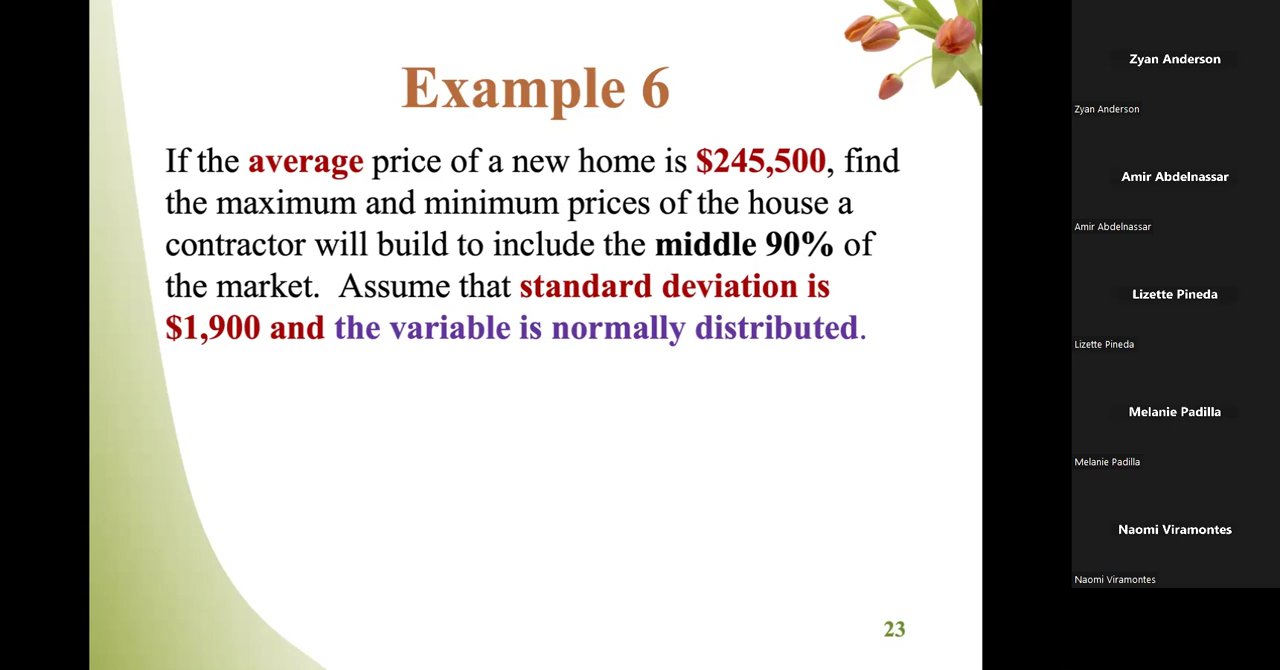 Example 6
If the average price of a new home is $245,500, find
the maximum and minimum prices of the house a
contractor will build to include the middle 90% of
the market.  Assume that standard deviation is
$1,900 and the variable is normally distributed.
23
Zyan Anderson
Zyan Anderson
Amir Abdelnassar
Amir Abdelnassar
Lizette Pineda
Lizette Pineda
Melanie Padilla
Melanie Padilla
Naomi Viramontes
Naomi Viramontes